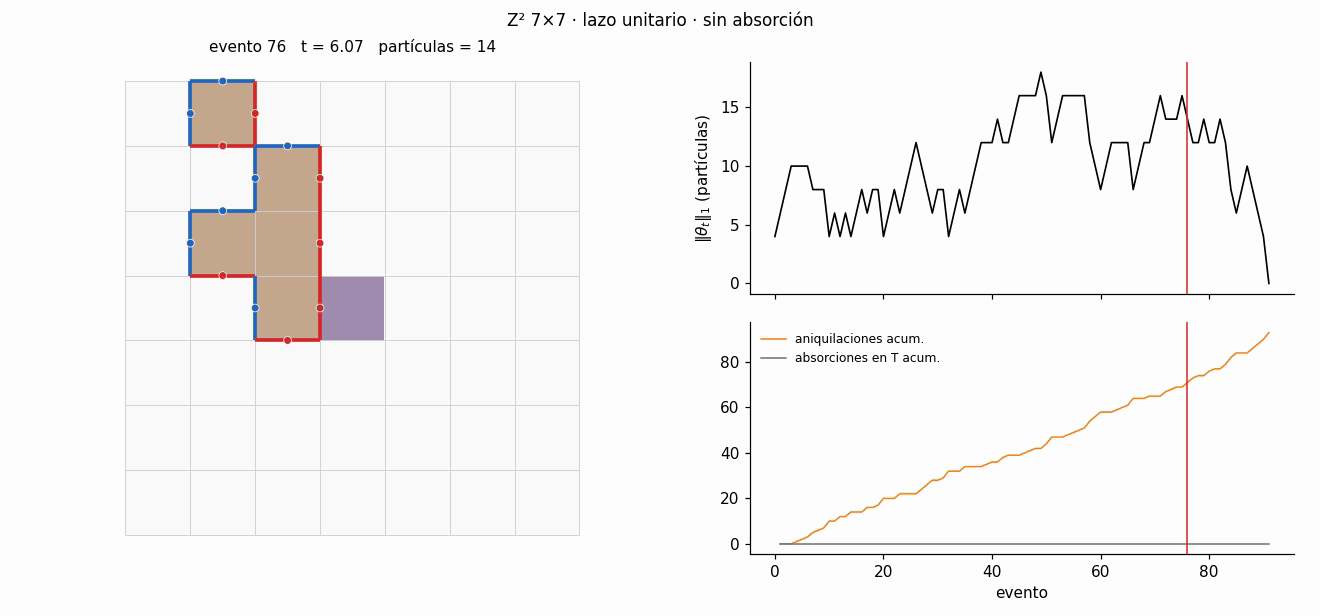 Z² 7×7 · lazo unitario · sin absorción
evento 76   t = 6.07   partículas = 14
‖θₜ‖₁ (partículas)
15
10
5
0
aniquilaciones acum.
absorciones en T acum.
80
60
40
20
0
0 20 40 60 80
evento